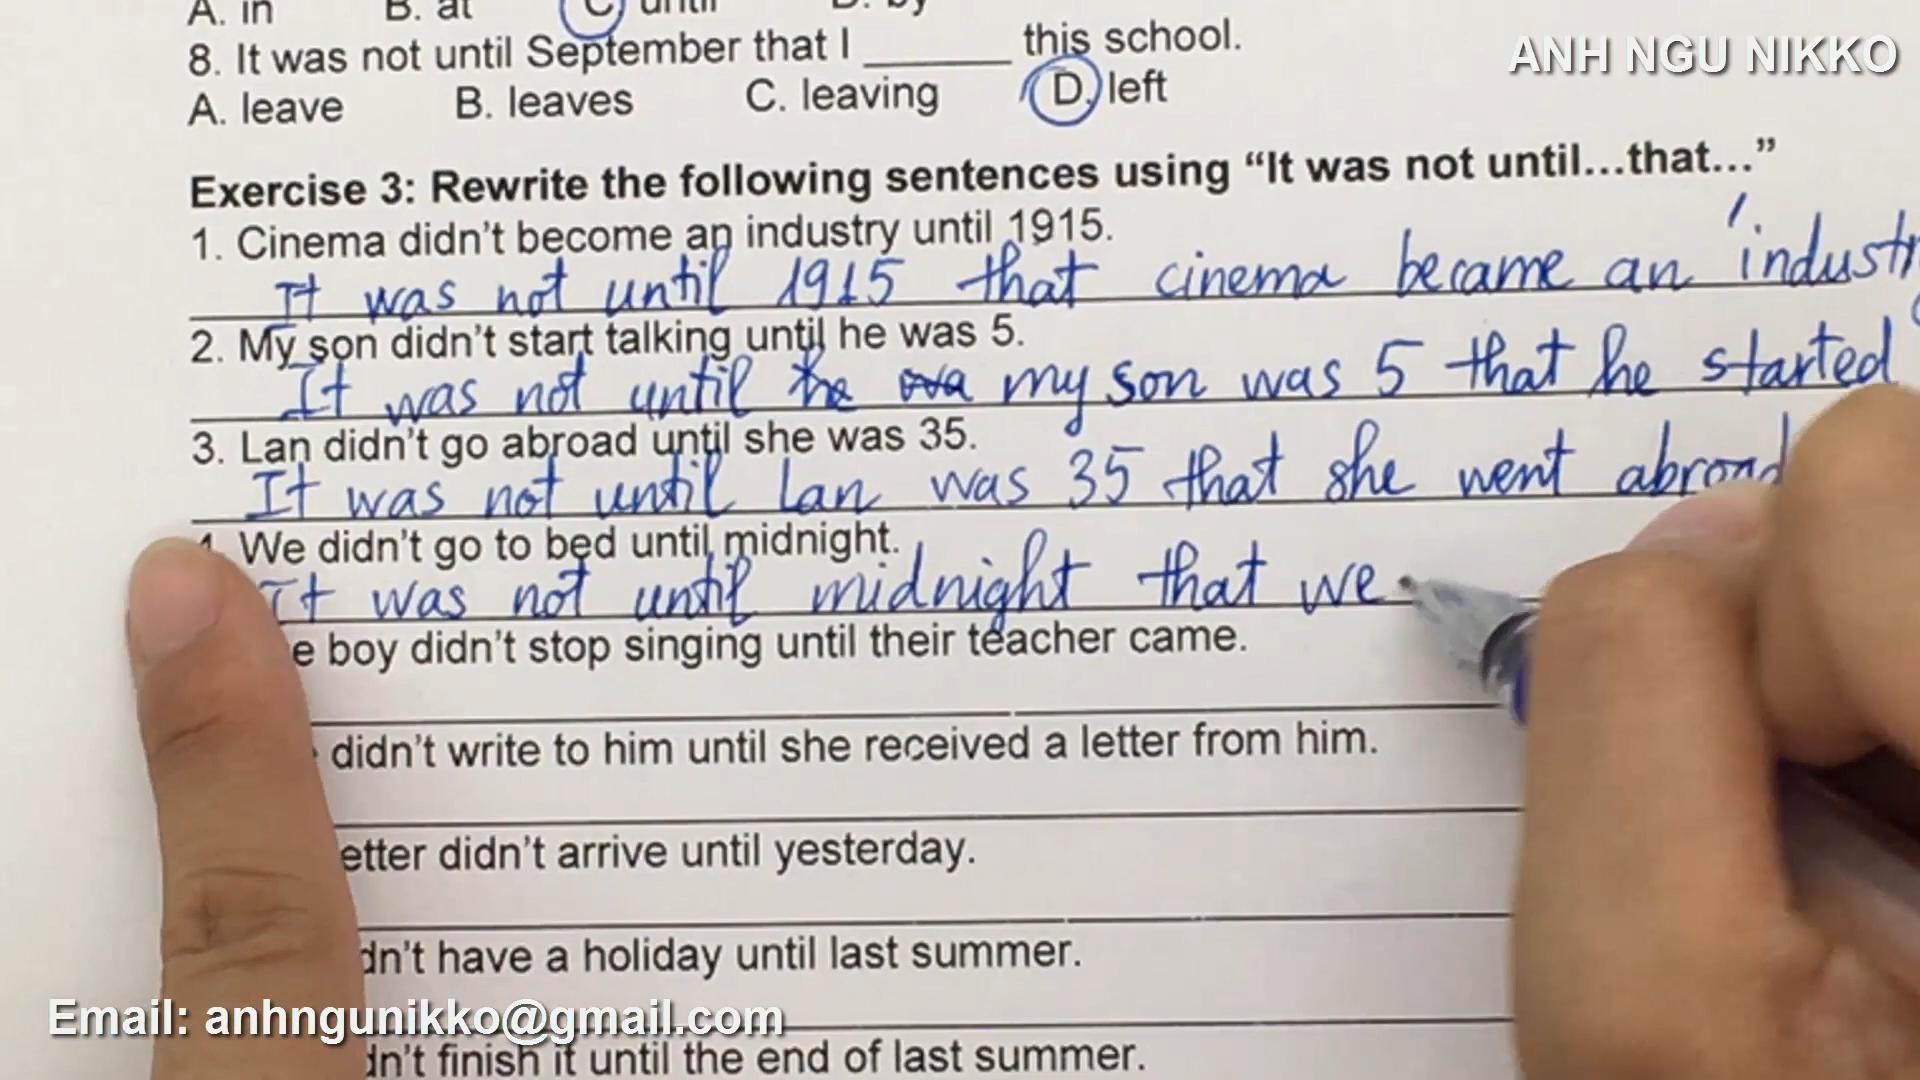 A. in B. at C. until D. by
8. It was not until September that I ______ this school.
ANH NGU NIKKO
A. leave B. leaves C. leaving D. left
Exercise 3: Rewrite the following sentences using “It was not until...that...”
1. Cinema didn’t become an industry until 1915.
It was not until 1915 that cinema became an industry
2. My son didn’t start talking until he was 5.
It was not until he wa my son was 5 that he started
3. Lan didn’t go abroad until she was 35.
It was not until Lan was 35 that she went abroad
4. We didn’t go to bed until midnight.
It was not until midnight that we
e boy didn’t stop singing until their teacher came.
didn’t write to him until she received a letter from him.
etter didn’t arrive until yesterday.
dn’t have a holiday until last summer.
Email: anhngunikko@gmail.com
dn’t finish it until the end of last summer.